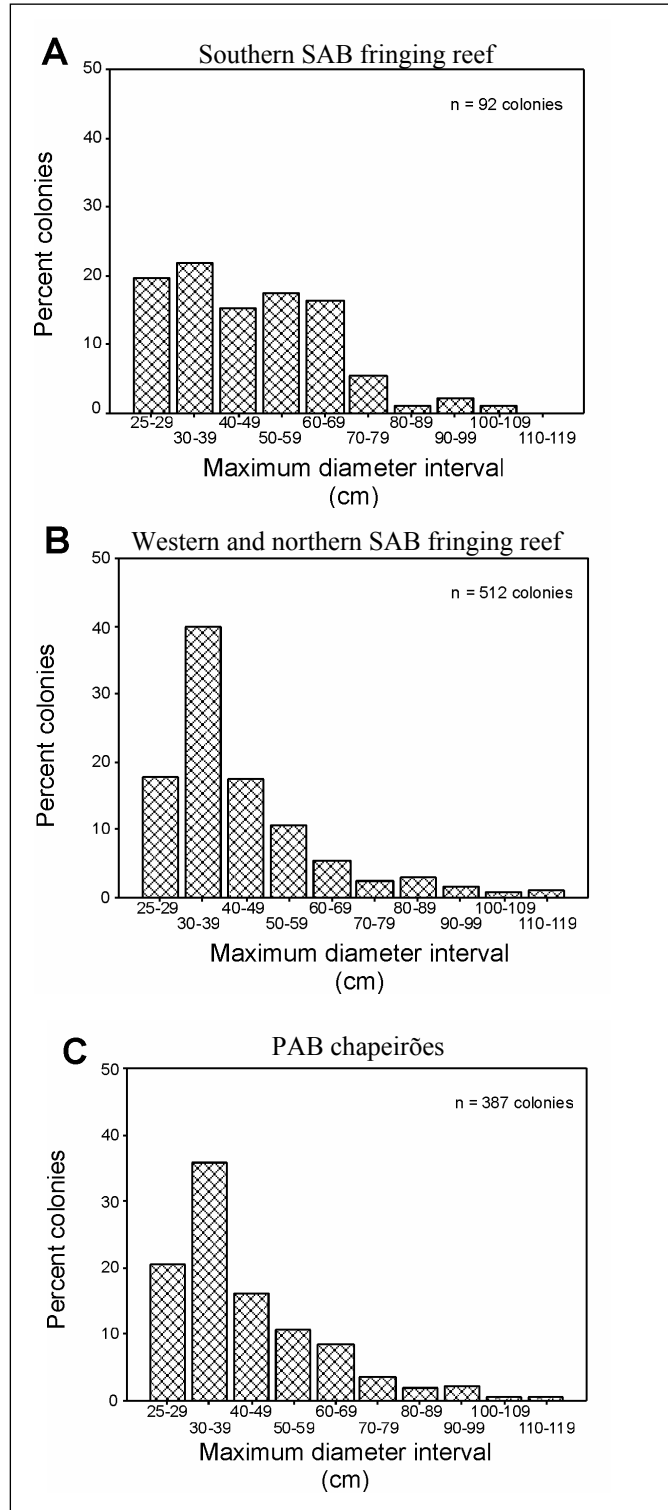 A
Southern SAB fringing reef
50
40
30
20
10
0
Percent colonies
n = 92 colonies
25-29 40-49 60-69 80-89 100-109
30-39 50-59 70-79 90-99 110-119
Maximum diameter interval
(cm)
B
Western and northern SAB fringing reef
50
40
30
20
10
0
Percent colonies
n = 512 colonies
25-29 40-49 60-69 80-89 100-109
30-39 50-59 70-79 90-99 110-119
Maximum diameter interval
(cm)
C
PAB chapeirões
50
40
30
20
10
0
Percent colonies
n = 387 colonies
25-29 40-49 60-69 80-89 100-109
30-39 50-59 70-79 90-99 110-119
Maximum diameter interval
(cm)